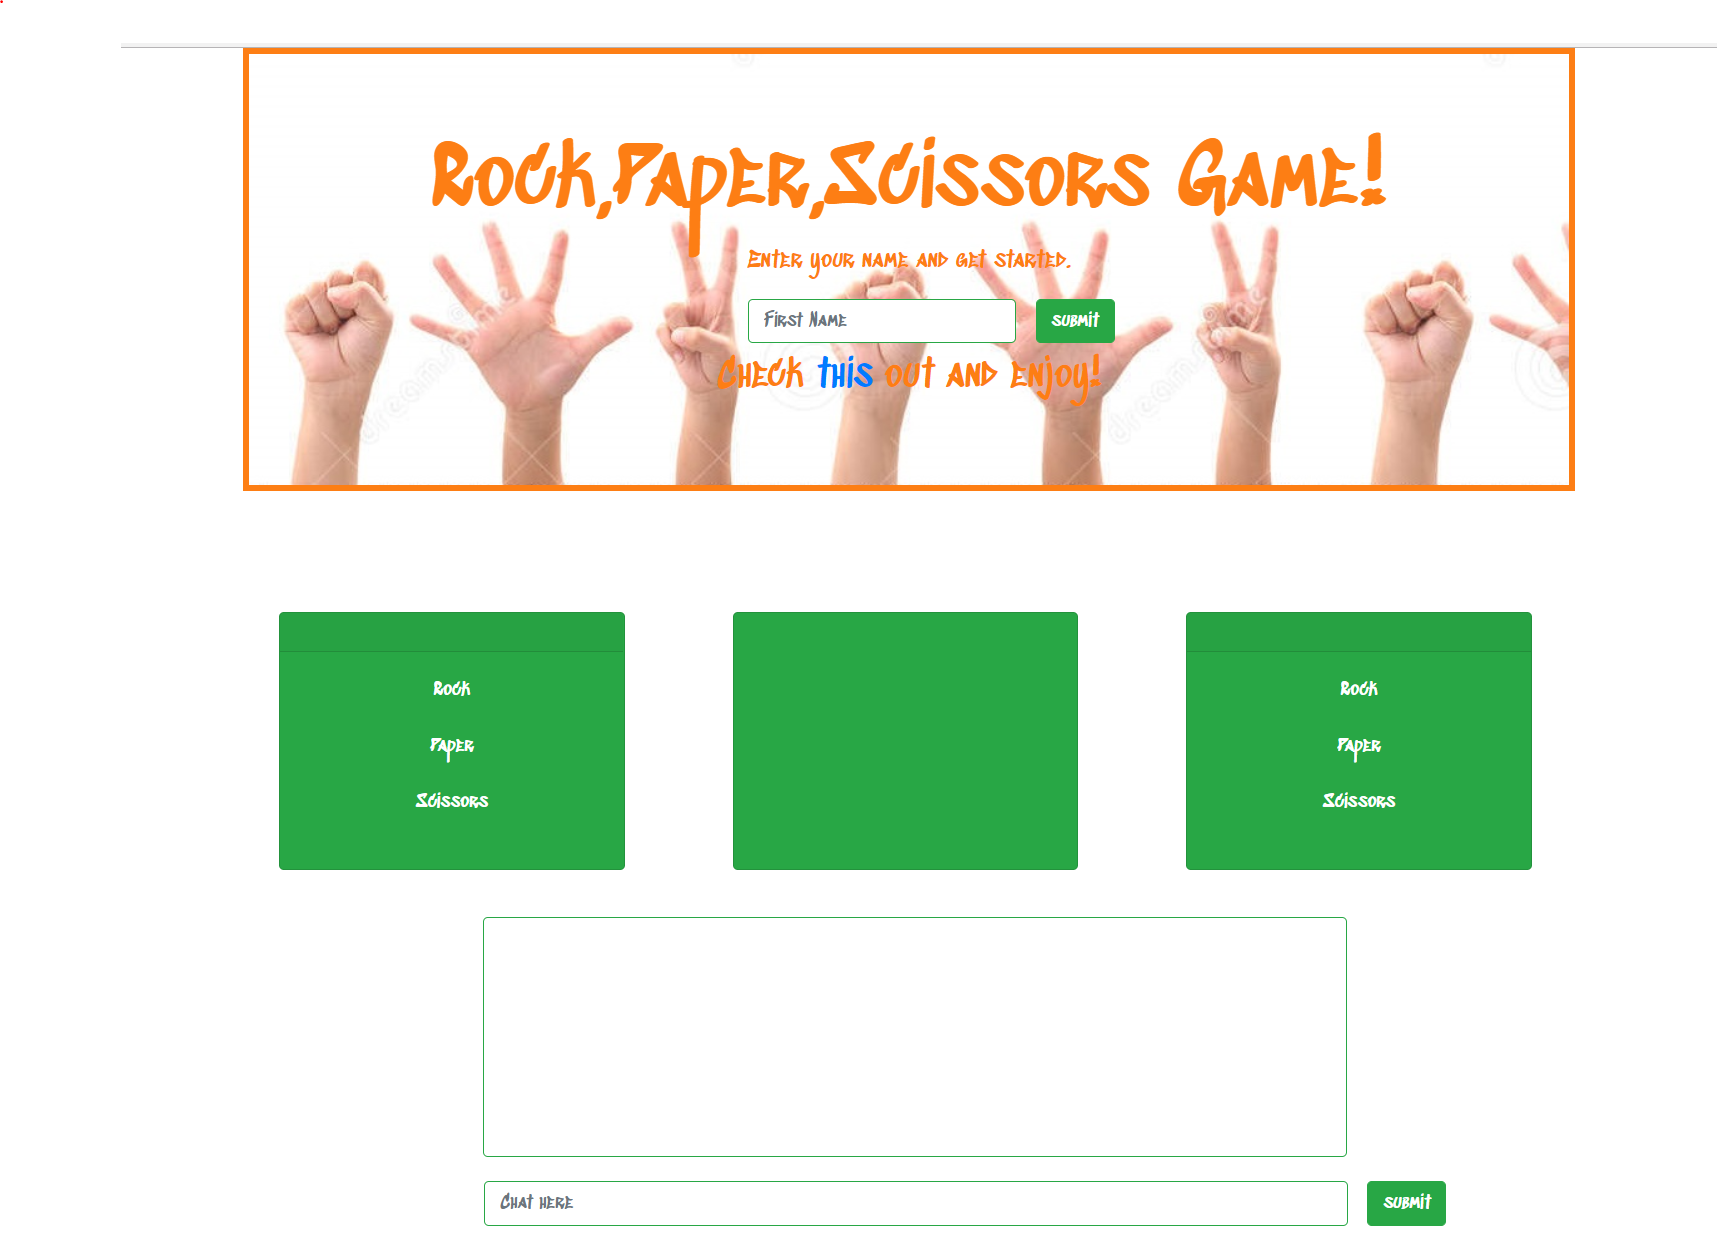 Rock,Paper,Scissors Game!
Enter your name and get started.
First Name
submit
Check this out and enjoy!
Rock
Paper
Scissors
Rock
Paper
Scissors
Chat here
submit